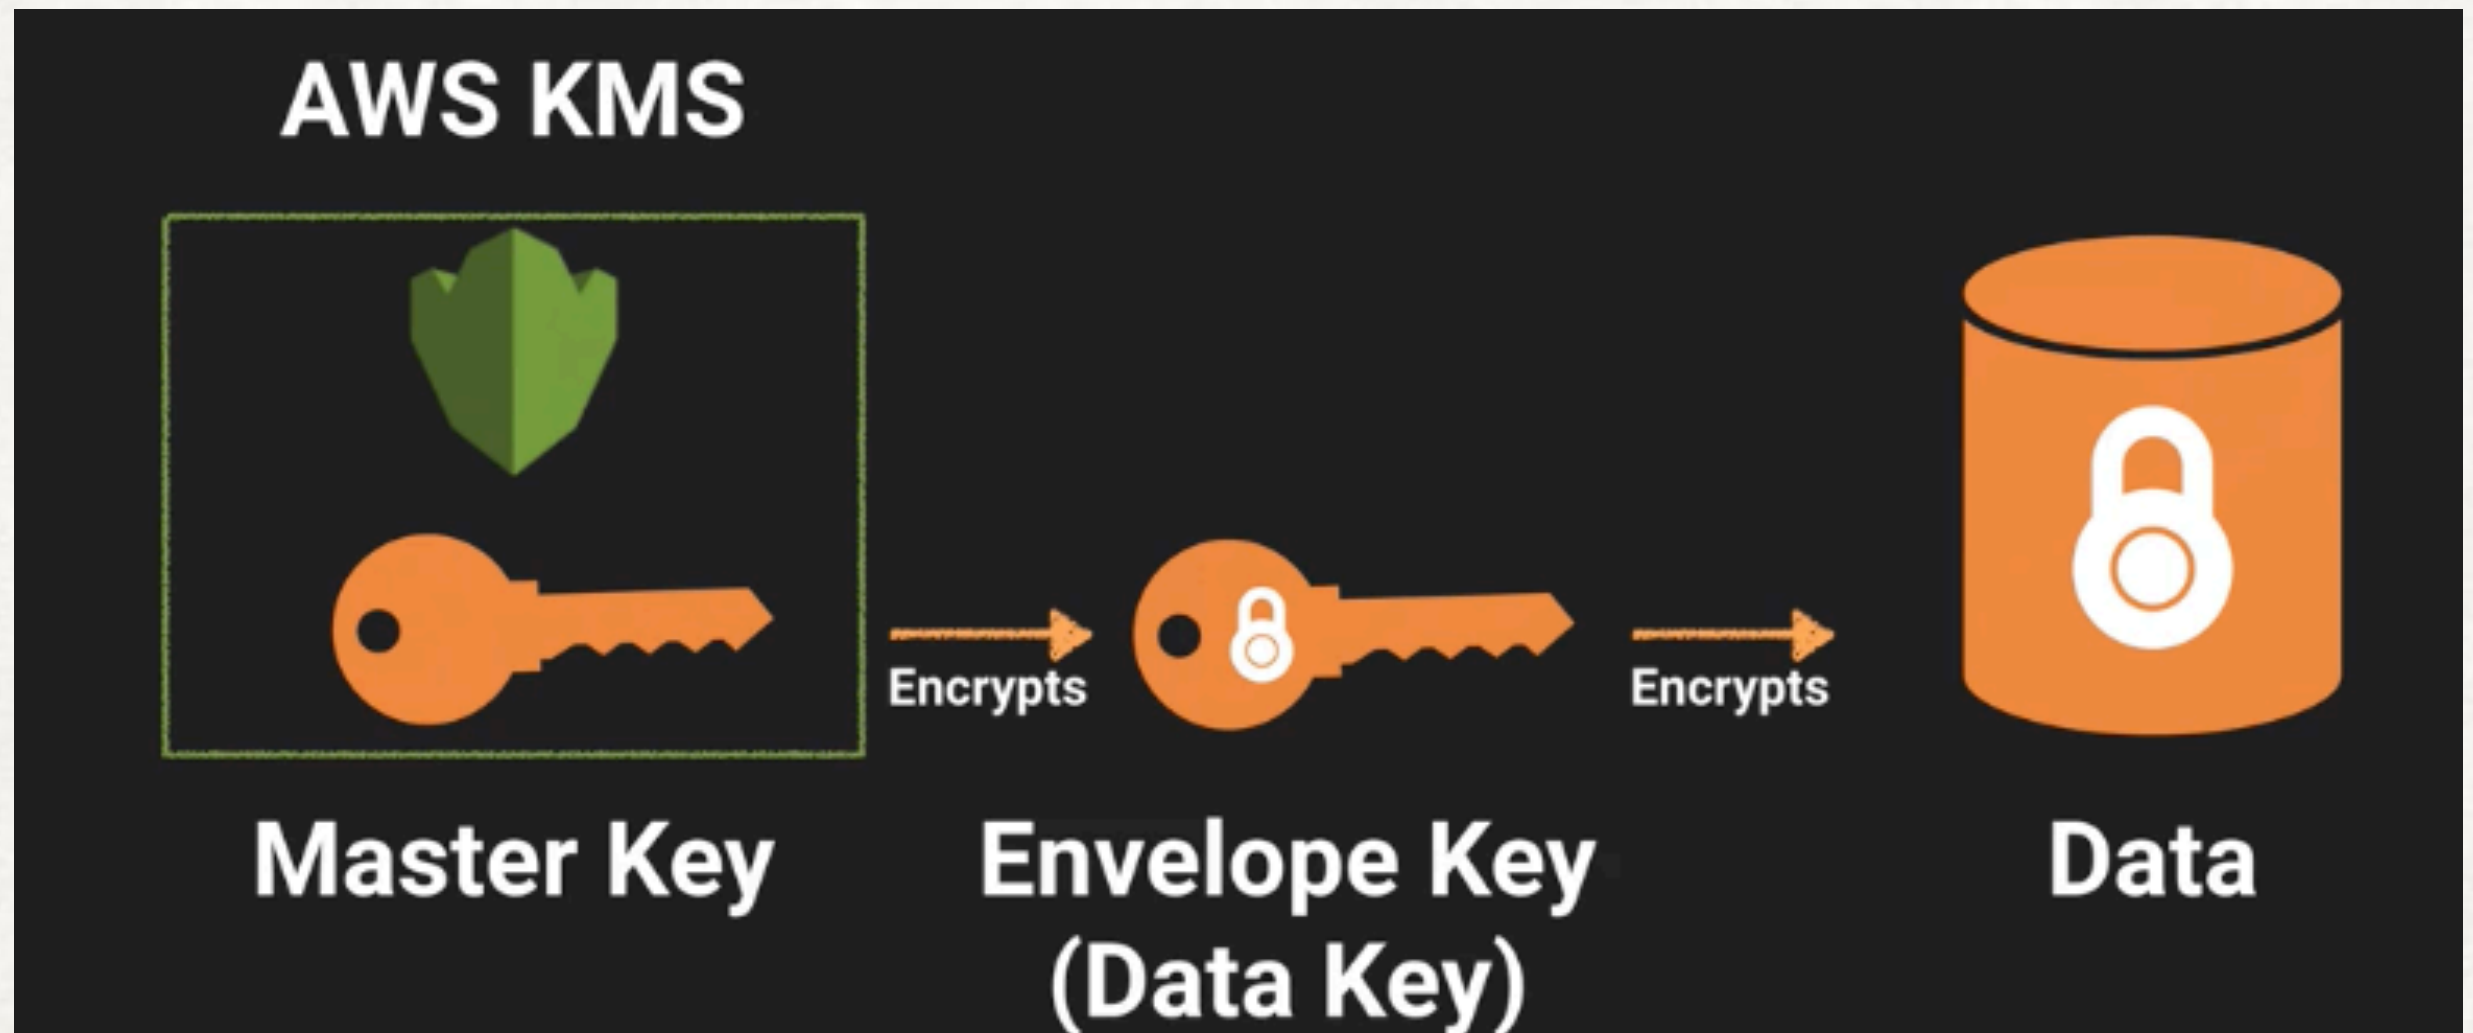 AWS KMS
Encrypts
Encrypts
Master Key
Envelope Key
(Data Key)
Data